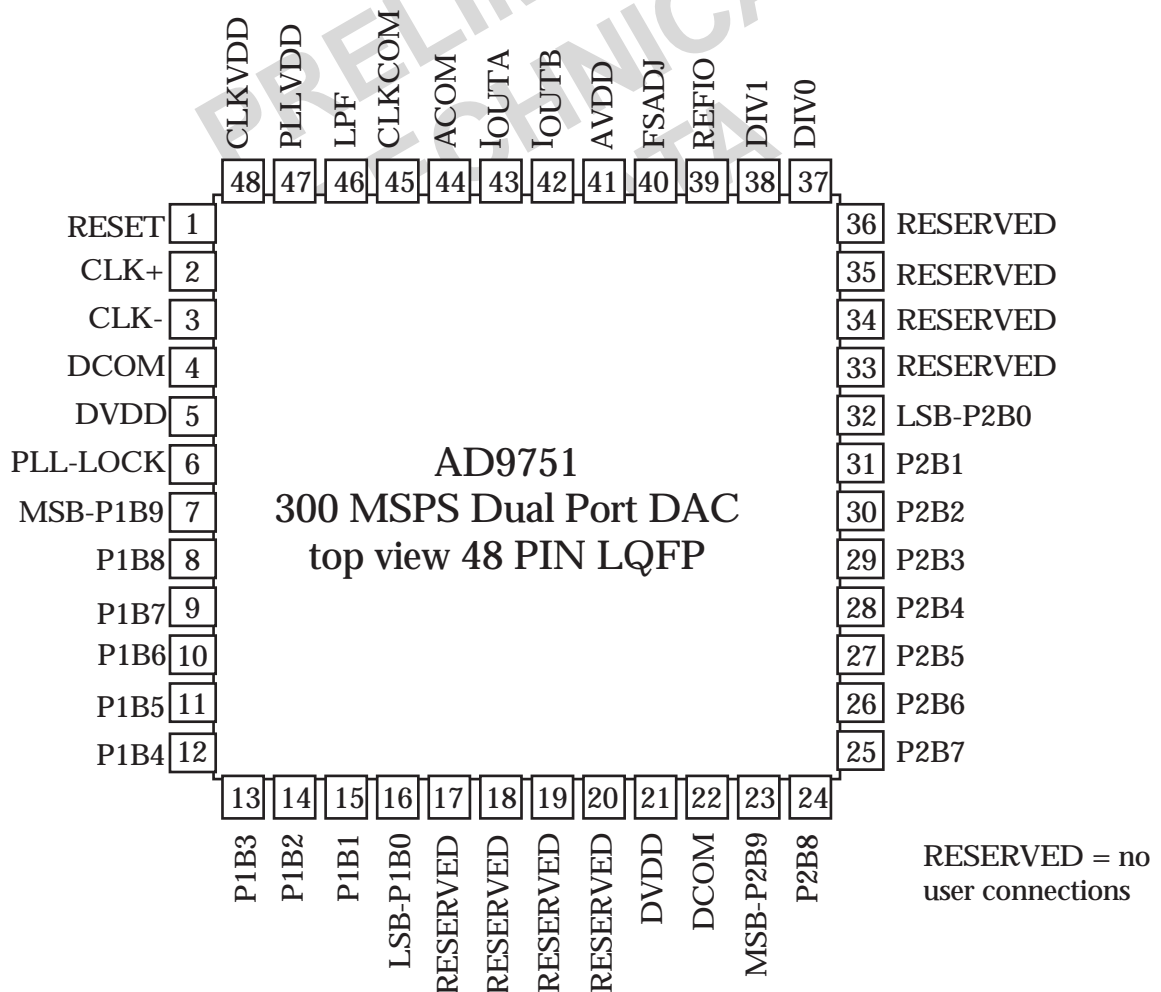 PRELIMI
TECHNICA
DATA
CLKVDD
PLLVDD
LPF
CLKCOM
ACOM
IOUTA
IOUTB
AVDD
FSADJ
REFIO
DIV1
DIV0
48 47 46 45 44 43 42 41 40 39 38 37
RESET 1
CLK+ 2
CLK- 3
DCOM 4
DVDD 5
PLL-LOCK 6
MSB-P1B9 7
P1B8 8
P1B7 9
P1B6 10
P1B5 11
P1B4 12
AD9751
300 MSPS Dual Port DAC
top view 48 PIN LQFP
36 RESERVED
35 RESERVED
34 RESERVED
33 RESERVED
32 LSB-P2B0
31 P2B1
30 P2B2
29 P2B3
28 P2B4
27 P2B5
26 P2B6
25 P2B7
13 14 15 16 17 18 19 20 21 22 23 24
P1B3
P1B2
P1B1
LSB-P1B0
RESERVED
RESERVED
RESERVED
RESERVED
DVDD
DCOM
MSB-P2B9
P2B8
RESERVED = no
user connections